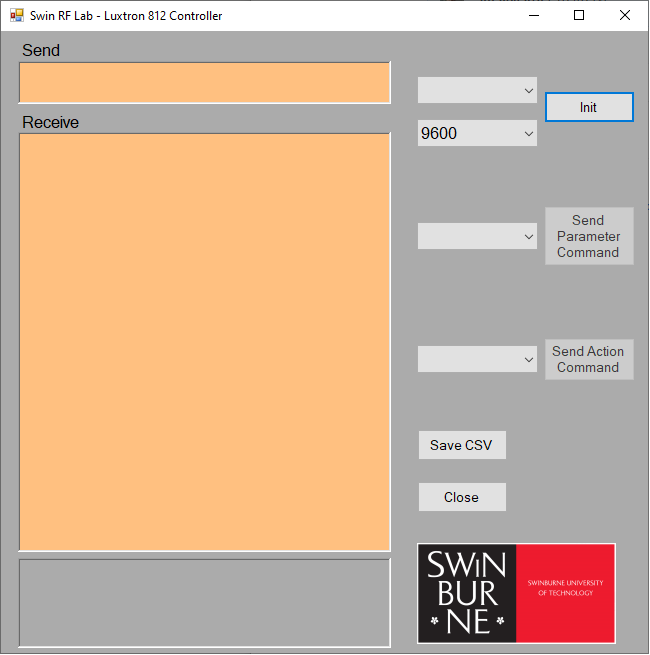 Swin RF Lab - Luxtron 812 Controller
Send
Receive
Init
9600
Send
Parameter
Command
Send Action
Command
Save CSV
Close
SWiN
BUR
NE
SWINBURNE UNIVERSITY
OF TECHNOLOGY